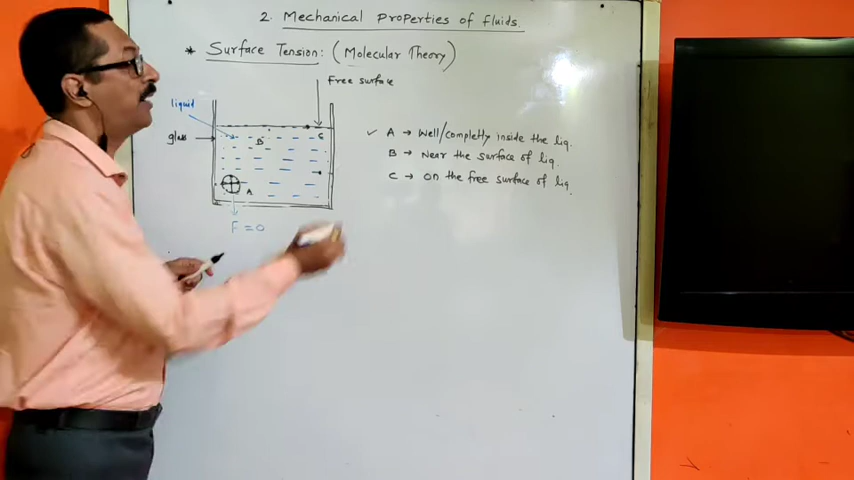 2. Mechanical Properties of fluids.
* Surface Tension: (Molecular Theory)
Free surface
liquid
glass
B
C
A
F = 0
✓ A → Well/completly inside the liq.
B → Near the surface of liq.
C → on the free surface of liq.